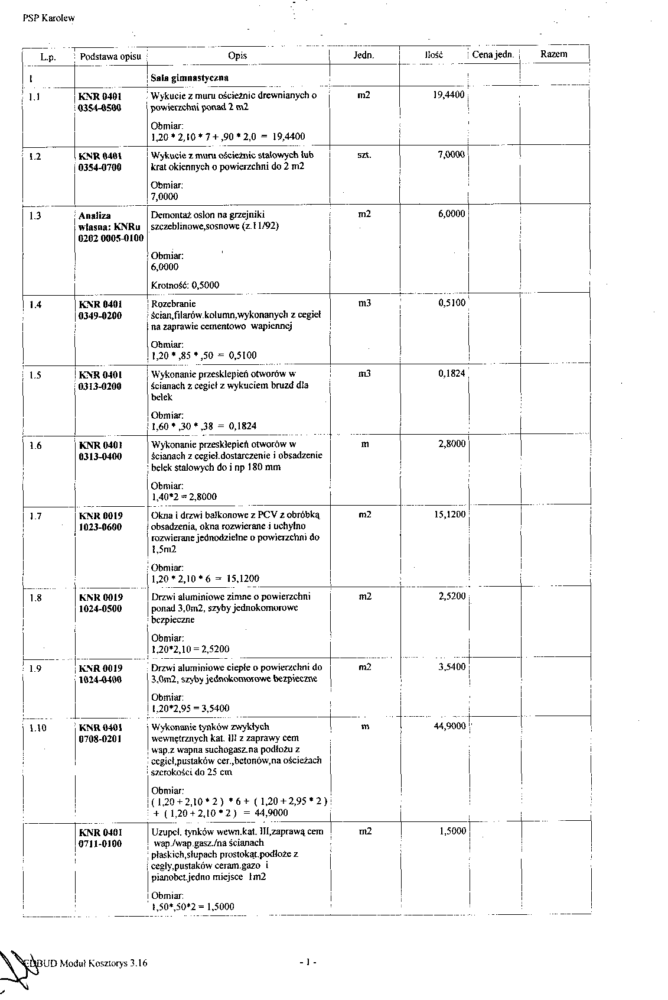 PSP Karolew
L.p. Podstawa opisu Opis Jedn. Ilość Cena jedn. Razem
1 Sala gimnastyczna
1.1 KNR 0401 Wykucie z muru ościeżnic drewnianych o m2 19,4400
0354-0500 powierzchni ponad 2 m2
Obmiar:
1,20 * 2,10 * 7 + ,90 * 2,0 = 19,4400
1.2 KNR 0401 Wykucie z muru ościeżnic stalowych lub szt. 7,0000
0354-0700 krat okiennych o powierzchni do 2 m2
Obmiar:
7,0000
1.3 Analiza Demontaż oslon na grzejniki m2 6,0000
wlasna: KNRu szczeblinowe,sosnowe (z.11/92)
0202 0005-0100
Obmiar:
6,0000
Krotność: 0,5000
1.4 KNR 0401 Rozebranie m3 0,5100
0349-0200 ścian,filarów.kolumn,wykonanych z cegieł
na zaprawie cementowo wapiennej
Obmiar:
1,20 * ,85 * ,50 = 0,5100
1.5 KNR 0401 Wykonanie przesklepień otworów w m3 0,1824
0313-0200 ścianach z cegieł z wykuciem bruzd dla
belek
Obmiar:
1,60 * ,30 * ,38 = 0,1824
1.6 KNR 0401 Wykonanie przesklepień otworów w m 2,8000
0313-0400 ścianach z cegieł.dostarczenie i obsadzenie
belek stalowych do i np 180 mm
Obmiar:
1,40*2 = 2,8000
1.7 KNR 0019 Okna i drzwi balkonowe z PCV z obróbką m2 15,1200
1023-0600 obsadzenia, okna rozwierane i uchylno
rozwierane jednodzielne o powierzchni do
1,5m2
Obmiar:
1,20 * 2,10 * 6 = 15,1200
1.8 KNR 0019 Drzwi aluminiowe zimne o powierzchni m2 2,5200
1024-0500 ponad 3,0m2, szyby jednokomorowe
bezpieczne
Obmiar:
1,20*2,10 = 2,5200
1.9 KNR 0019 Drzwi aluminiowe ciepłe o powierzchni do m2 3,5400
1024-0400 3,0m2, szyby jednokomorowe bezpieczne
Obmiar:
1,20*2,95 = 3,5400
1.10 KNR 0401 Wykonanie tynków zwykłych m 44,9000
0708-0201 wewnętrznych kat. III z zaprawy cem
wap.z wapna suchogasz.na podłożu z
cegieł,pustaków cer.,betonów,na ościeżach
szerokości do 25 cm
Obmiar:
( 1,20 + 2,10 * 2 ) * 6 + ( 1,20 + 2,95 * 2 )
+ ( 1,20 + 2,10 * 2 ) = 44,9000
KNR 0401 Uzupeł. tynków wewn.kat. III,zaprawą cem m2 1,5000
0711-0100 wap./wap.gasz./na ścianach
płaskich,słupach prostokąt.podłoże z
cegły,pustaków ceram.gazo i
pianobet.jedno miejsce 1m2
Obmiar:
1,50*,50*2 = 1,5000
EDBUD Moduł Kosztorys 3.16 - 1 -